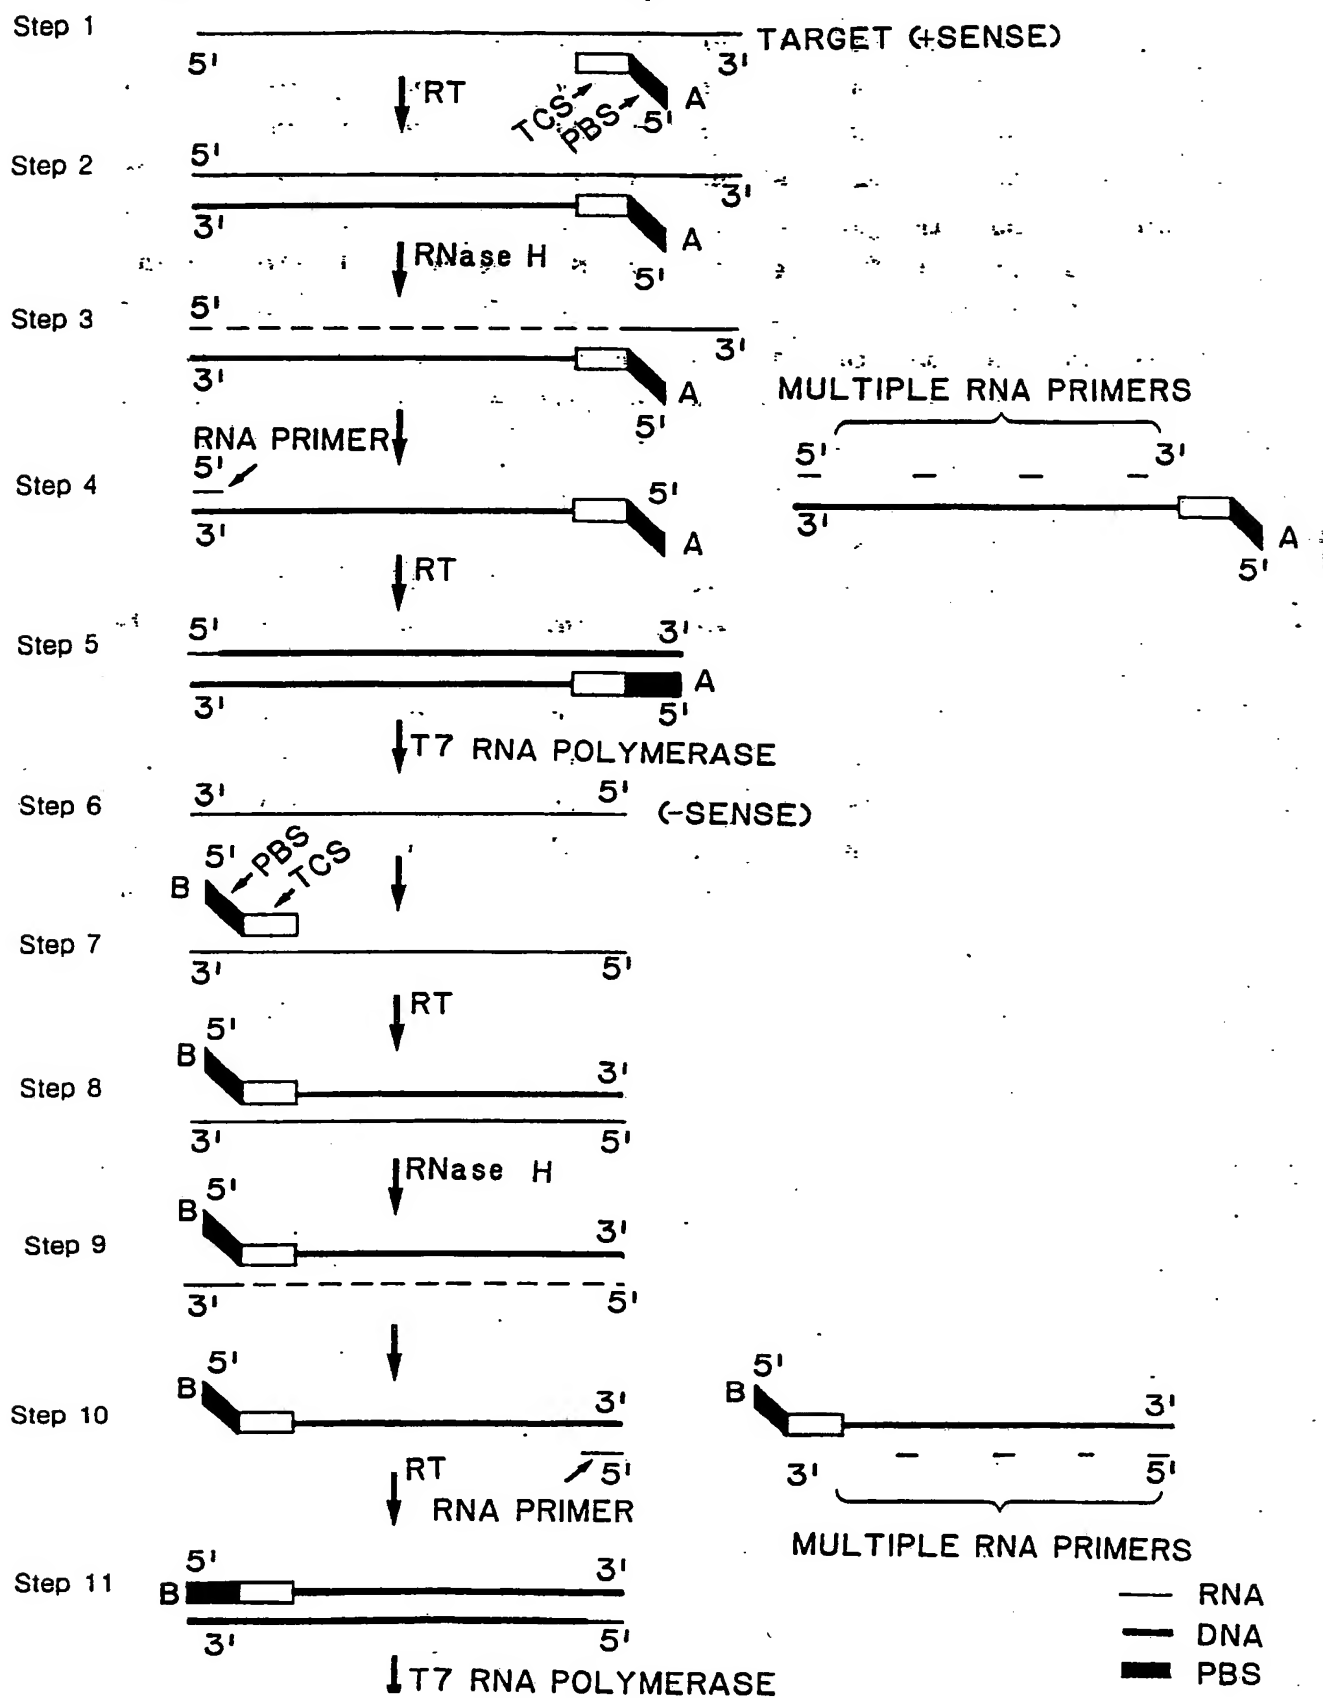 Step 1
TARGET (+SENSE)
5'
3'
RT
TCS
PBS
5'
A
Step 2
5'
3'
3'
A
5'
RNase H
Step 3
5'
3'
3'
A
5'
MULTIPLE RNA PRIMERS
RNA PRIMER
5'
5'
3'
Step 4
5'
3'
A
3'
A
5'
RT
Step 5
5'
3'
A
3'
5'
T7 RNA POLYMERASE
Step 6
3'
5'
(-SENSE)
5'
PBS
TCS
B
Step 7
3'
5'
RT
5'
B
Step 8
3'
3'
5'
RNase H
5'
B
Step 9
3'
3'
5'
5'
B
Step 10
3'
5'
RT
RNA PRIMER
5'
B
3'
3'
5'
MULTIPLE RNA PRIMERS
Step 11
5'
3'
B
3'
5'
T7 RNA POLYMERASE
RNA
DNA
PBS